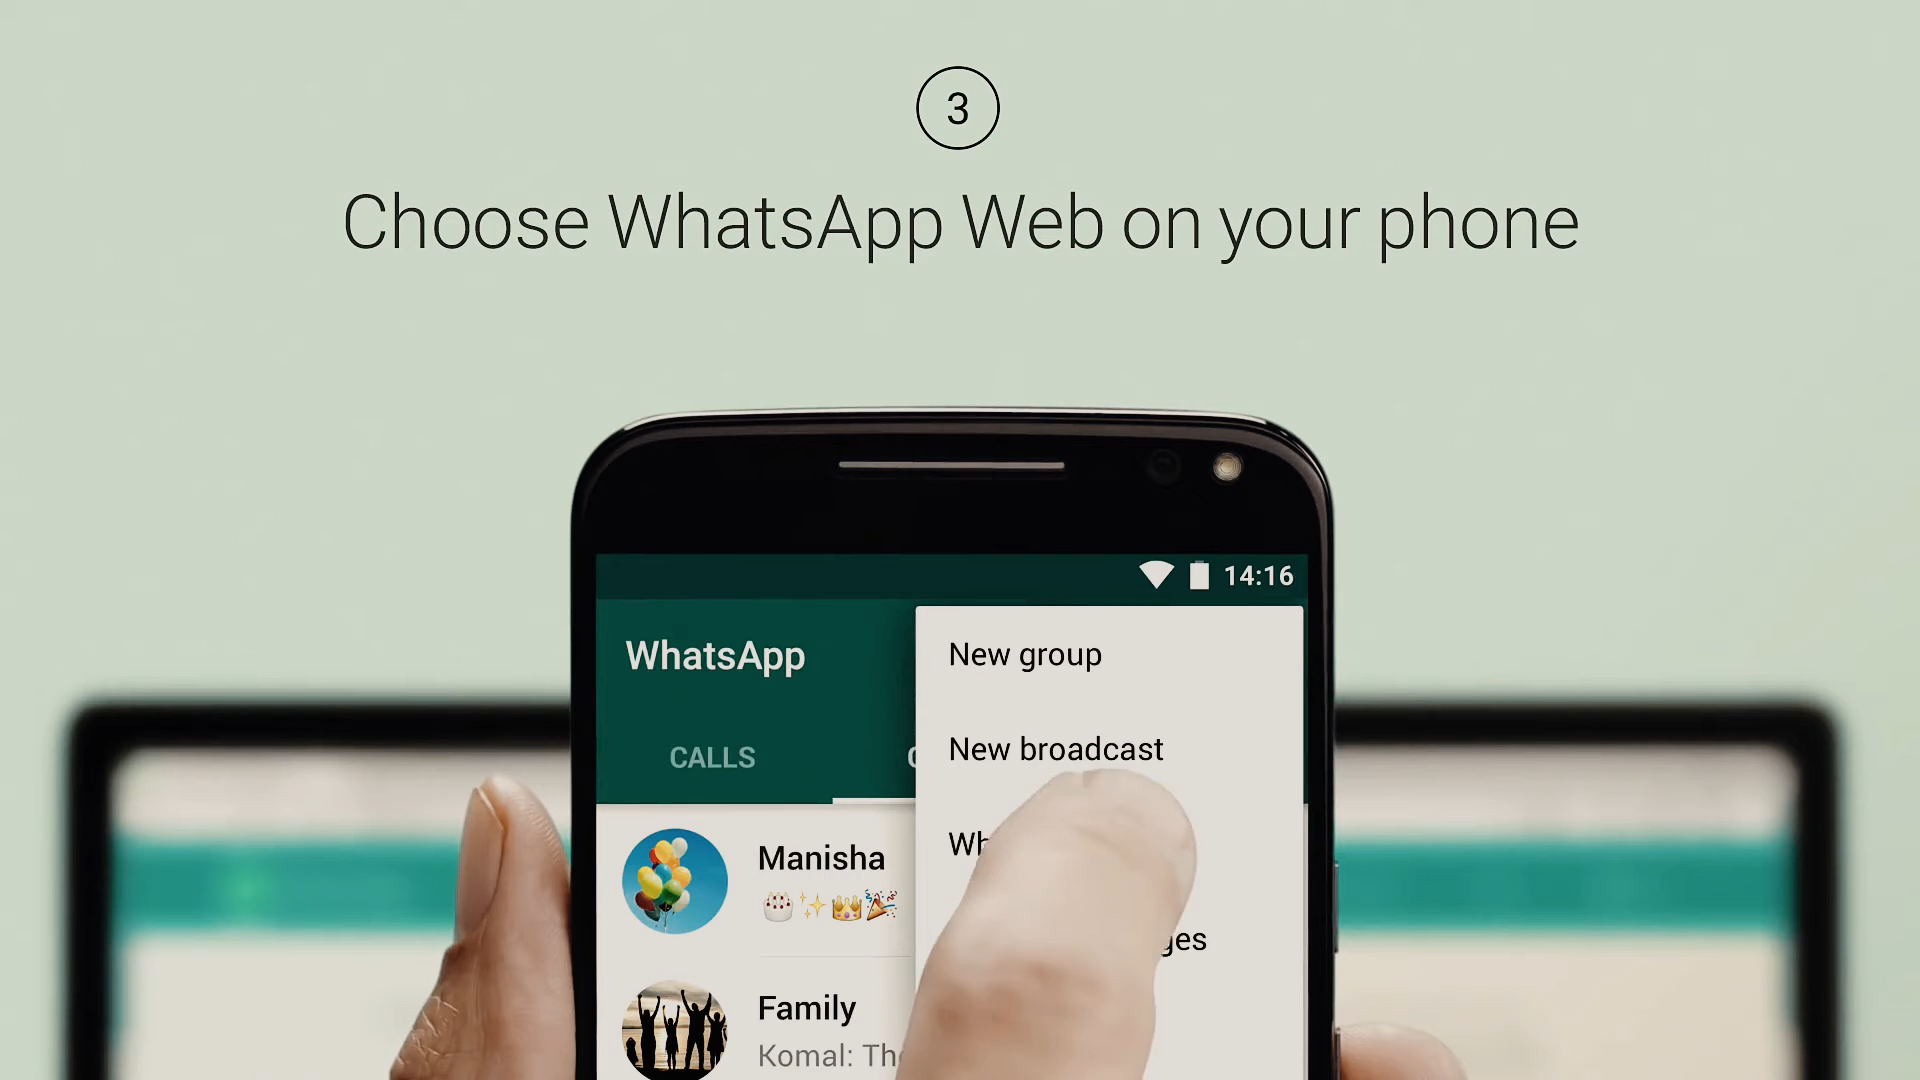 3
Choose WhatsApp Web on your phone
14:16
WhatsApp
New group
CALLS
New broadcast
Manisha
Family
Komal: